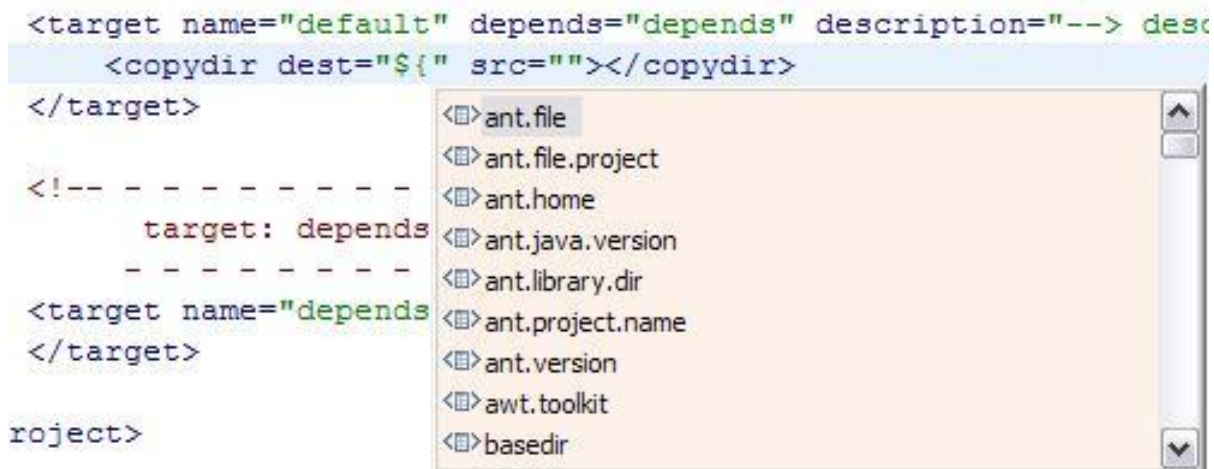 <target name="default" depends="depends" description="--> desc
<copydir dest="${" src=""></copydir>
</target>
ant.file
ant.file.project
<!-- - - - - - - - - -
ant.home
target: depends
ant.java.version
- - - - - - - -
ant.library.dir
<target name="depends
ant.project.name
</target>
ant.version
awt.toolkit
roject>
basedir